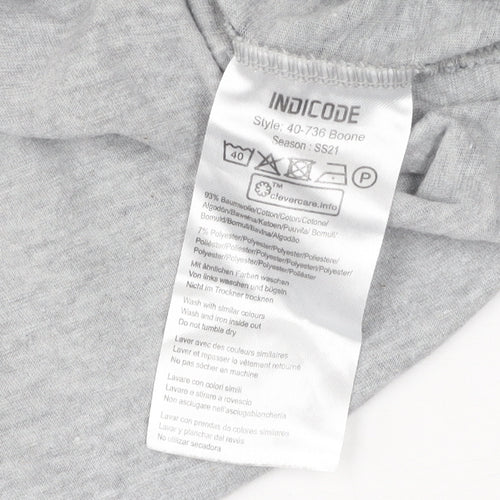 INDICODE
Style: 40-736 Boone
Season : SS21
40 P
™
clevercare.info
93% Baumwolle/Cotton/Coton/Cotone/
Algodón/Bawełna/Katoen/Puuvilla/ Bomull/
Bomuld/Bomull/Bavlna/Algodão
7% Polyester/Polyester/Polyester/Poliestere/
Poliéster/Poliester/Polyester/Polyesteri/Polyester/
Polyester/Polyester/Polyester/Poliéster
Mit ähnlichen Farben waschen
Von links waschen und bügeln
Nicht im Trockner trocknen
Wash with similar colours
Wash and iron inside out
Do not tumble dry
Laver avec des couleurs similaires
Laver et repasser la vêtement retourné
Ne pas sécher en machine
Lavare con colori simili
Lavare e stirare a rovescio
Non asciugare nell'asciugabiancheria
Lavar con prendas de colores similares
Lavar y planchar del revés
No utilizar secadora